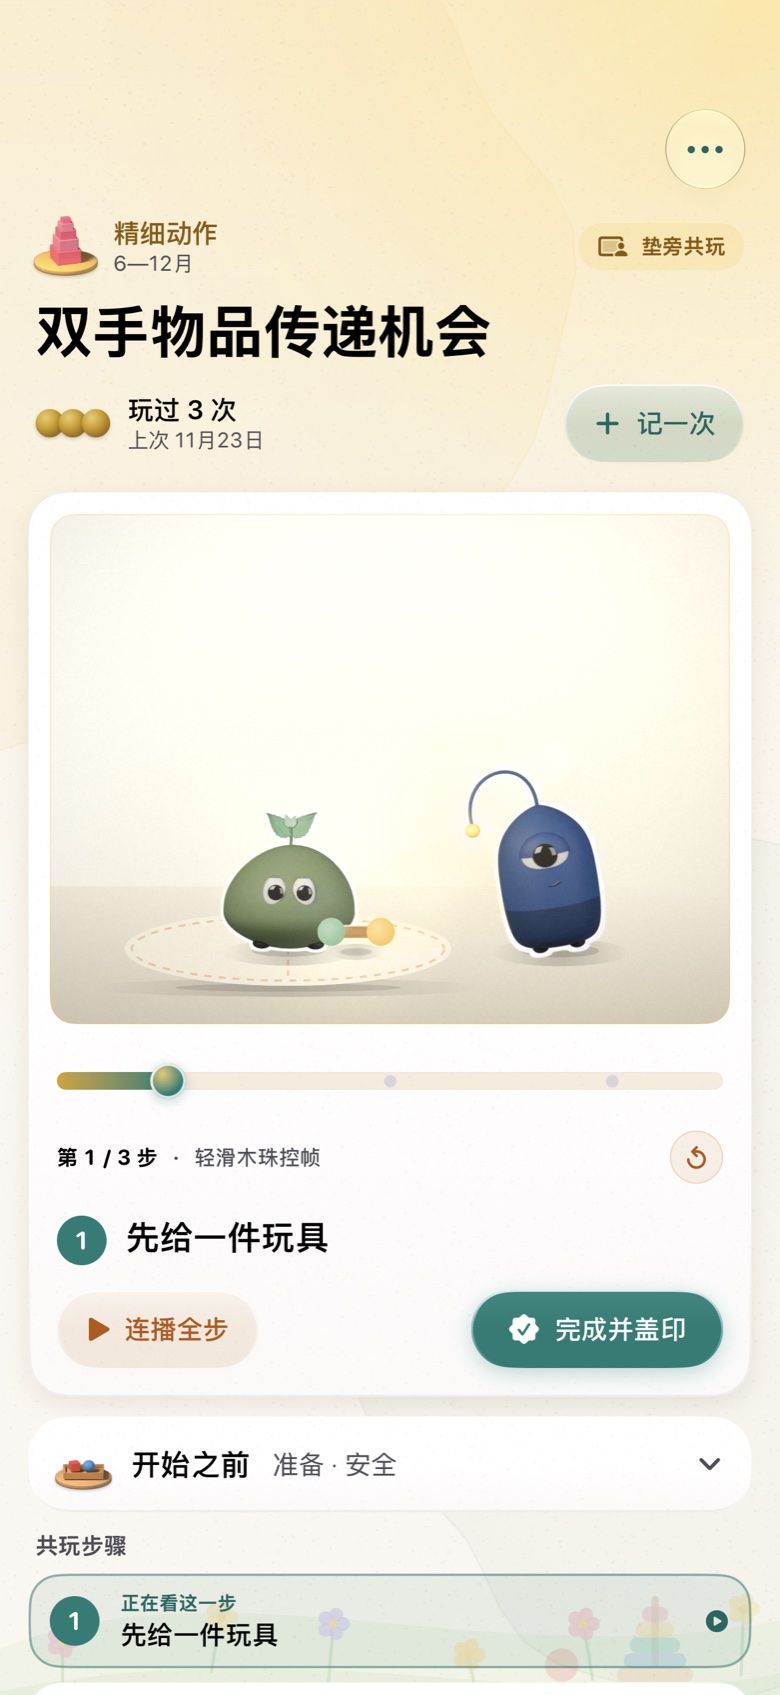 精细动作
6—12月
垫旁共玩
双手物品传递机会
玩过 3 次
上次 11月23日
+ 记一次
第 1 / 3 步 · 轻滑木珠控帧
1 先给一件玩具
连播全步
完成并盖印
开始之前 准备 · 安全
共玩步骤
1
正在看这一步
先给一件玩具